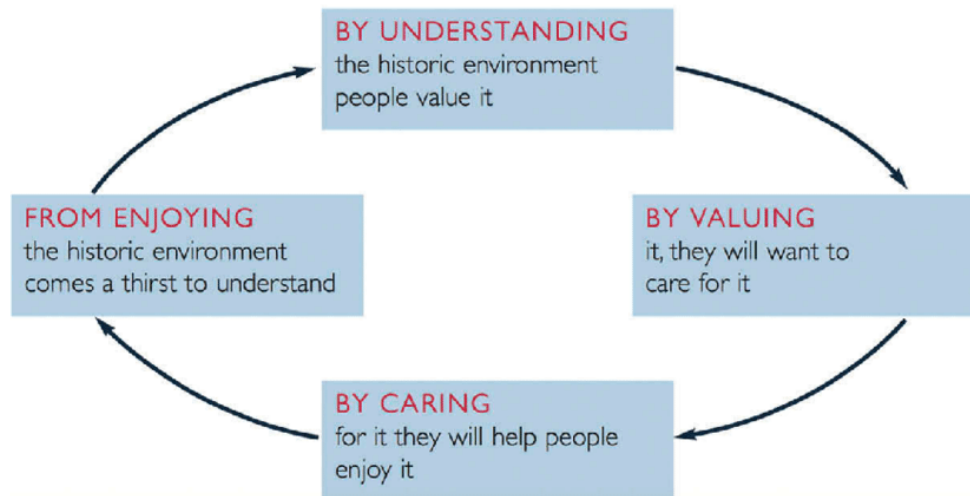 BY UNDERSTANDING
the historic environment
people value it
BY VALUING
it, they will want to
care for it
BY CARING
for it they will help people
enjoy it
FROM ENJOYING
the historic environment
comes a thirst to understand